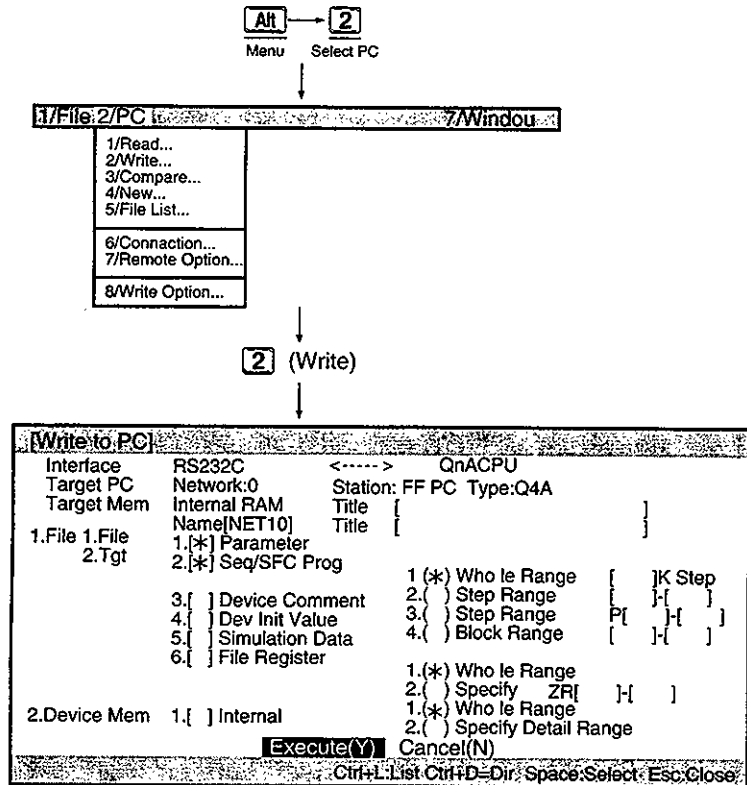 Alt 2
Menu Select PC
1/File 2/PC 7/Windou
1/Read...
2/Write...
3/Compare...
4/New...
5/File List...
6/Connaction...
7/Remote Option...
8/Write Option...
2 (Write)
[Write to PC]
Interface RS232C <-----> QnACPU
Target PC Network:0 Station: FF PC Type:Q4A
Target Mem Internal RAM Title [ ]
Name[NET10] Title [ ]
1.File 1.File 1.[*] Parameter
2.Tgt 2.[*] Seq/SFC Prog
1 (*) Who le Range [ ]K Step
3.[ ] Device Comment 2.( ) Step Range [ ]-[ ]
4.[ ] Dev Init Value 3.( ) Step Range P[ ]-[ ]
5.[ ] Simulation Data 4.( ) Block Range [ ]-[ ]
6.[ ] File Register
1.(*) Who le Range
2.( ) Specify ZR[ ]-[ ]
2.Device Mem 1.[ ] Internal 1.(*) Who le Range
2.( ) Specify Detail Range
Execute(Y) Cancel(N)
Ctrl+L:List Ctrl+D=Dir Space:Select Esc:Close